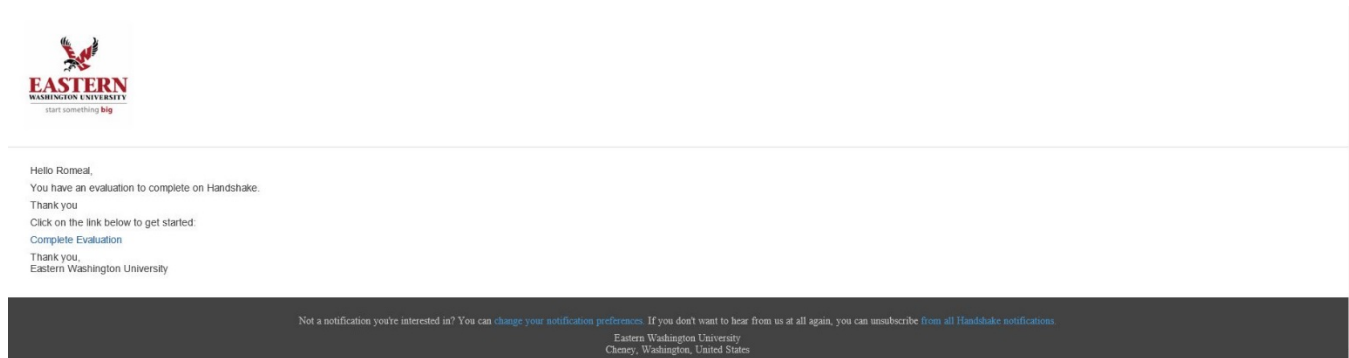 EASTERN
WASHINGTON UNIVERSITY
start something big
Hello Romeal,
You have an evaluation to complete on Handshake.
Thank you
Click on the link below to get started:
Complete Evaluation
Thank you,
Eastern Washington University
Not a notification you're interested in? You can change your notification preferences. If you don't want to hear from us at all again, you can unsubscribe from all Handshake notifications.
Eastern Washington University
Cheney, Washington, United States